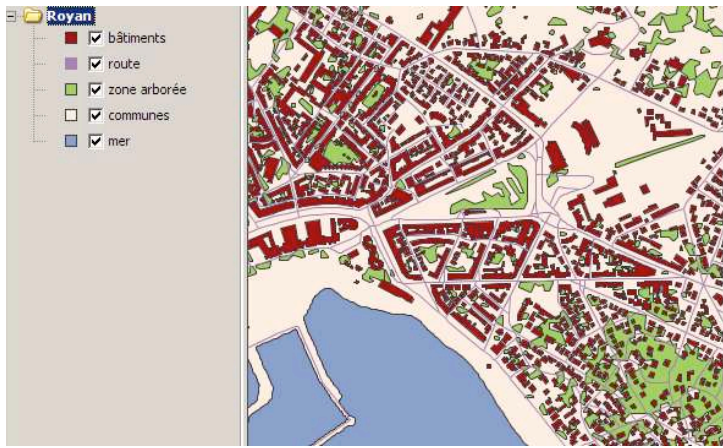 Royan
bâtiments
route
zone arborée
communes
mer